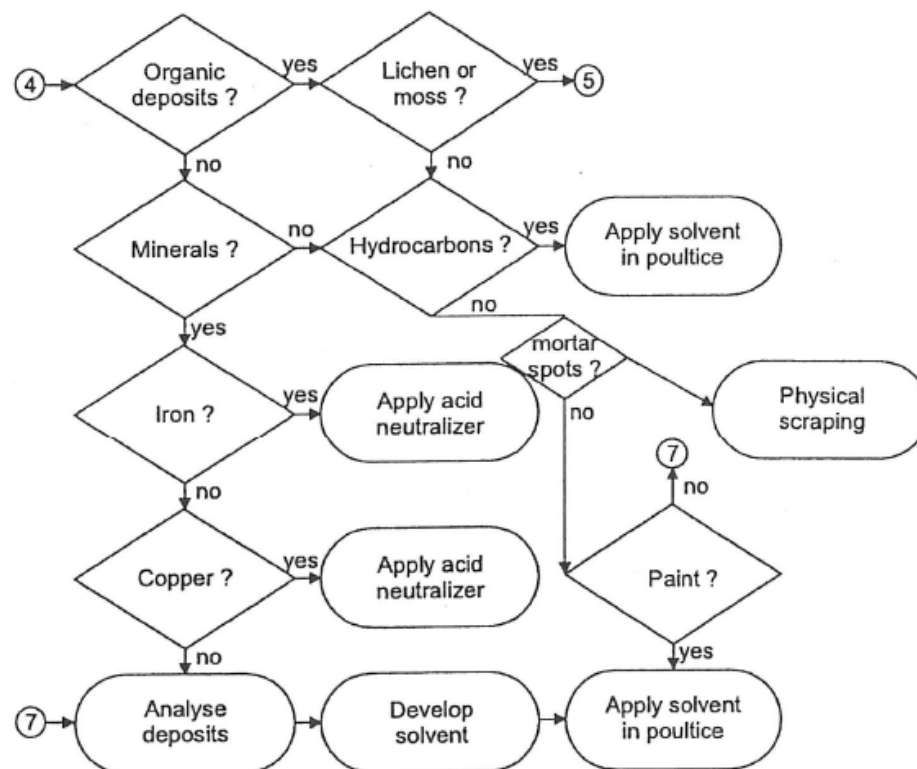 4
Organic
deposits ?
yes
Lichen or
moss ?
yes
5
no
no
Minerals ?
no
Hydrocarbons ?
yes
Apply solvent
in poultice
yes
no
mortar
spots ?
Iron ?
yes
Apply acid
neutralizer
no
Physical
scraping
7
no
no
Copper ?
yes
Apply acid
neutralizer
Paint ?
no
yes
7
Analyse
deposits
Develop
solvent
Apply solvent
in poultice